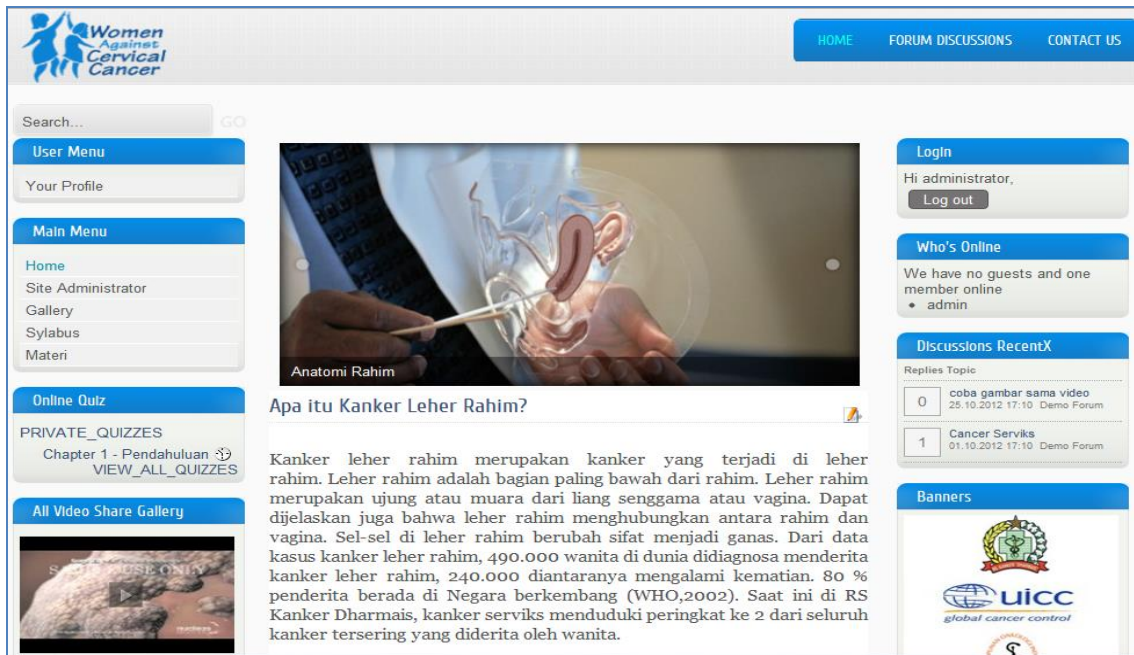 Women
Against
Cervical
Cancer
HOME FORUM DISCUSSIONS CONTACT US
Search... GO
User Menu
Your Profile
Main Menu
Home
Site Administrator
Gallery
Sylabus
Materi
Online Quiz
PRIVATE_QUIZZES
Chapter 1 - Pendahuluan
VIEW_ALL_QUIZZES
All Video Share Gallery
Anatomi Rahim
Apa itu Kanker Leher Rahim?
Kanker leher rahim merupakan kanker yang terjadi di leher
rahim. Leher rahim adalah bagian paling bawah dari rahim. Leher rahim
merupakan ujung atau muara dari liang senggama atau vagina. Dapat
dijelaskan juga bahwa leher rahim menghubungkan antara rahim dan
vagina. Sel-sel di leher rahim berubah sifat menjadi ganas. Dari data
kasus kanker leher rahim, 490.000 wanita di dunia didiagnosa menderita
kanker leher rahim, 240.000 diantaranya mengalami kematian. 80 %
penderita berada di Negara berkembang (WHO,2002). Saat ini di RS
Kanker Dharmais, kanker serviks menduduki peringkat ke 2 dari seluruh
kanker tersering yang diderita oleh wanita.
Login
Hi administrator,
Log out
Who's Online
We have no guests and one
member online
admin
Discussions RecentX
Replies Topic
0 coba gambar sama video
25.10.2012 17:10 Demo Forum
1 Cancer Serviks
01.10.2012 17:10 Demo Forum
Banners
uicc
global cancer control